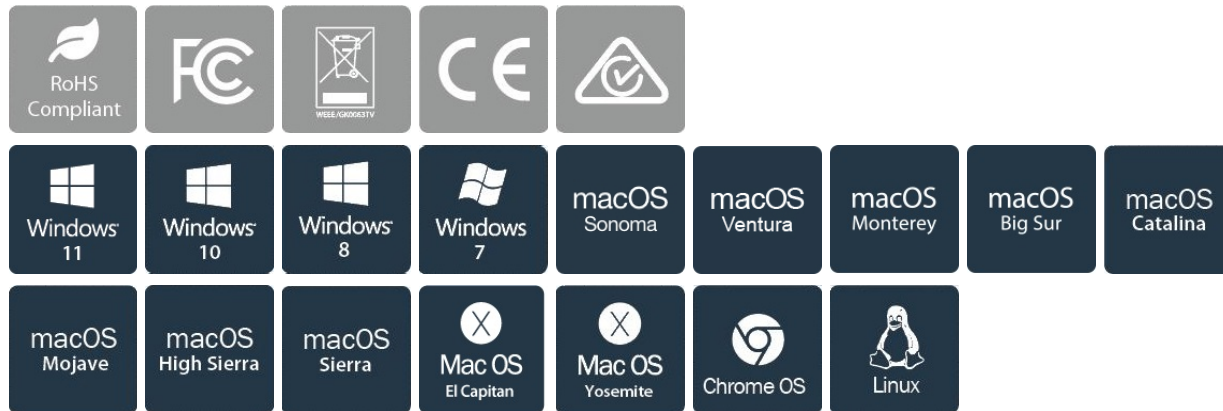 RoHS
Compliant
FC
WEEE/GK0063TV
CE
Windows
11
Windows
10
Windows
8
Windows
7
macOS
Sonoma
macOS
Ventura
macOS
Monterey
macOS
Big Sur
macOS
Catalina
macOS
Mojave
macOS
High Sierra
macOS
Sierra
X
Mac OS
El Capitan
X
Mac OS
Yosemite
Chrome OS
Linux